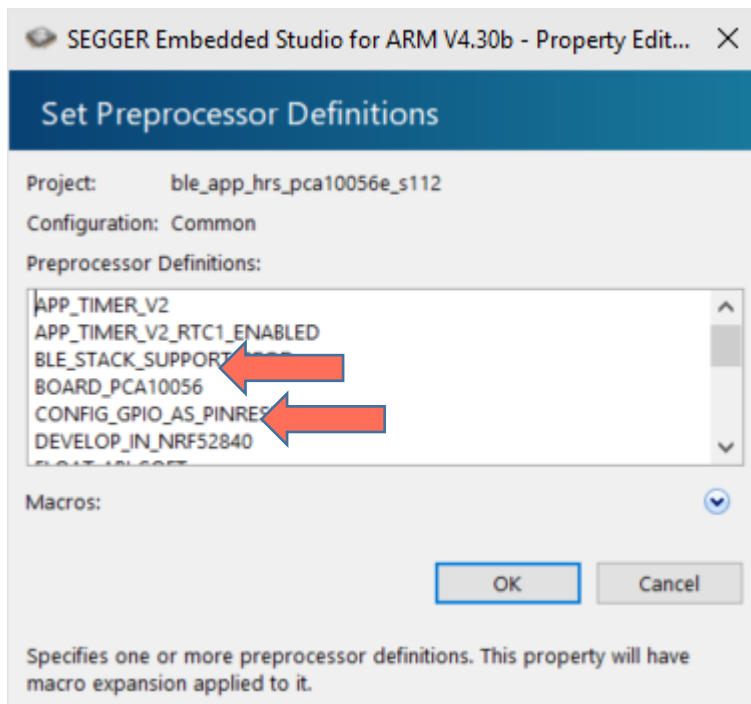 SEGGER Embedded Studio for ARM V4.30b - Property Edit...
Set Preprocessor Definitions
Project: ble_app_hrs_pca10056e_s112
Configuration: Common
Preprocessor Definitions:
APP_TIMER_V2
APP_TIMER_V2_RTC1_ENABLED
BOARD_PCA10056
DEVELOP_IN_NRF52840
Macros:
OK Cancel
Specifies one or more preprocessor definitions. This property will have
macro expansion applied to it.